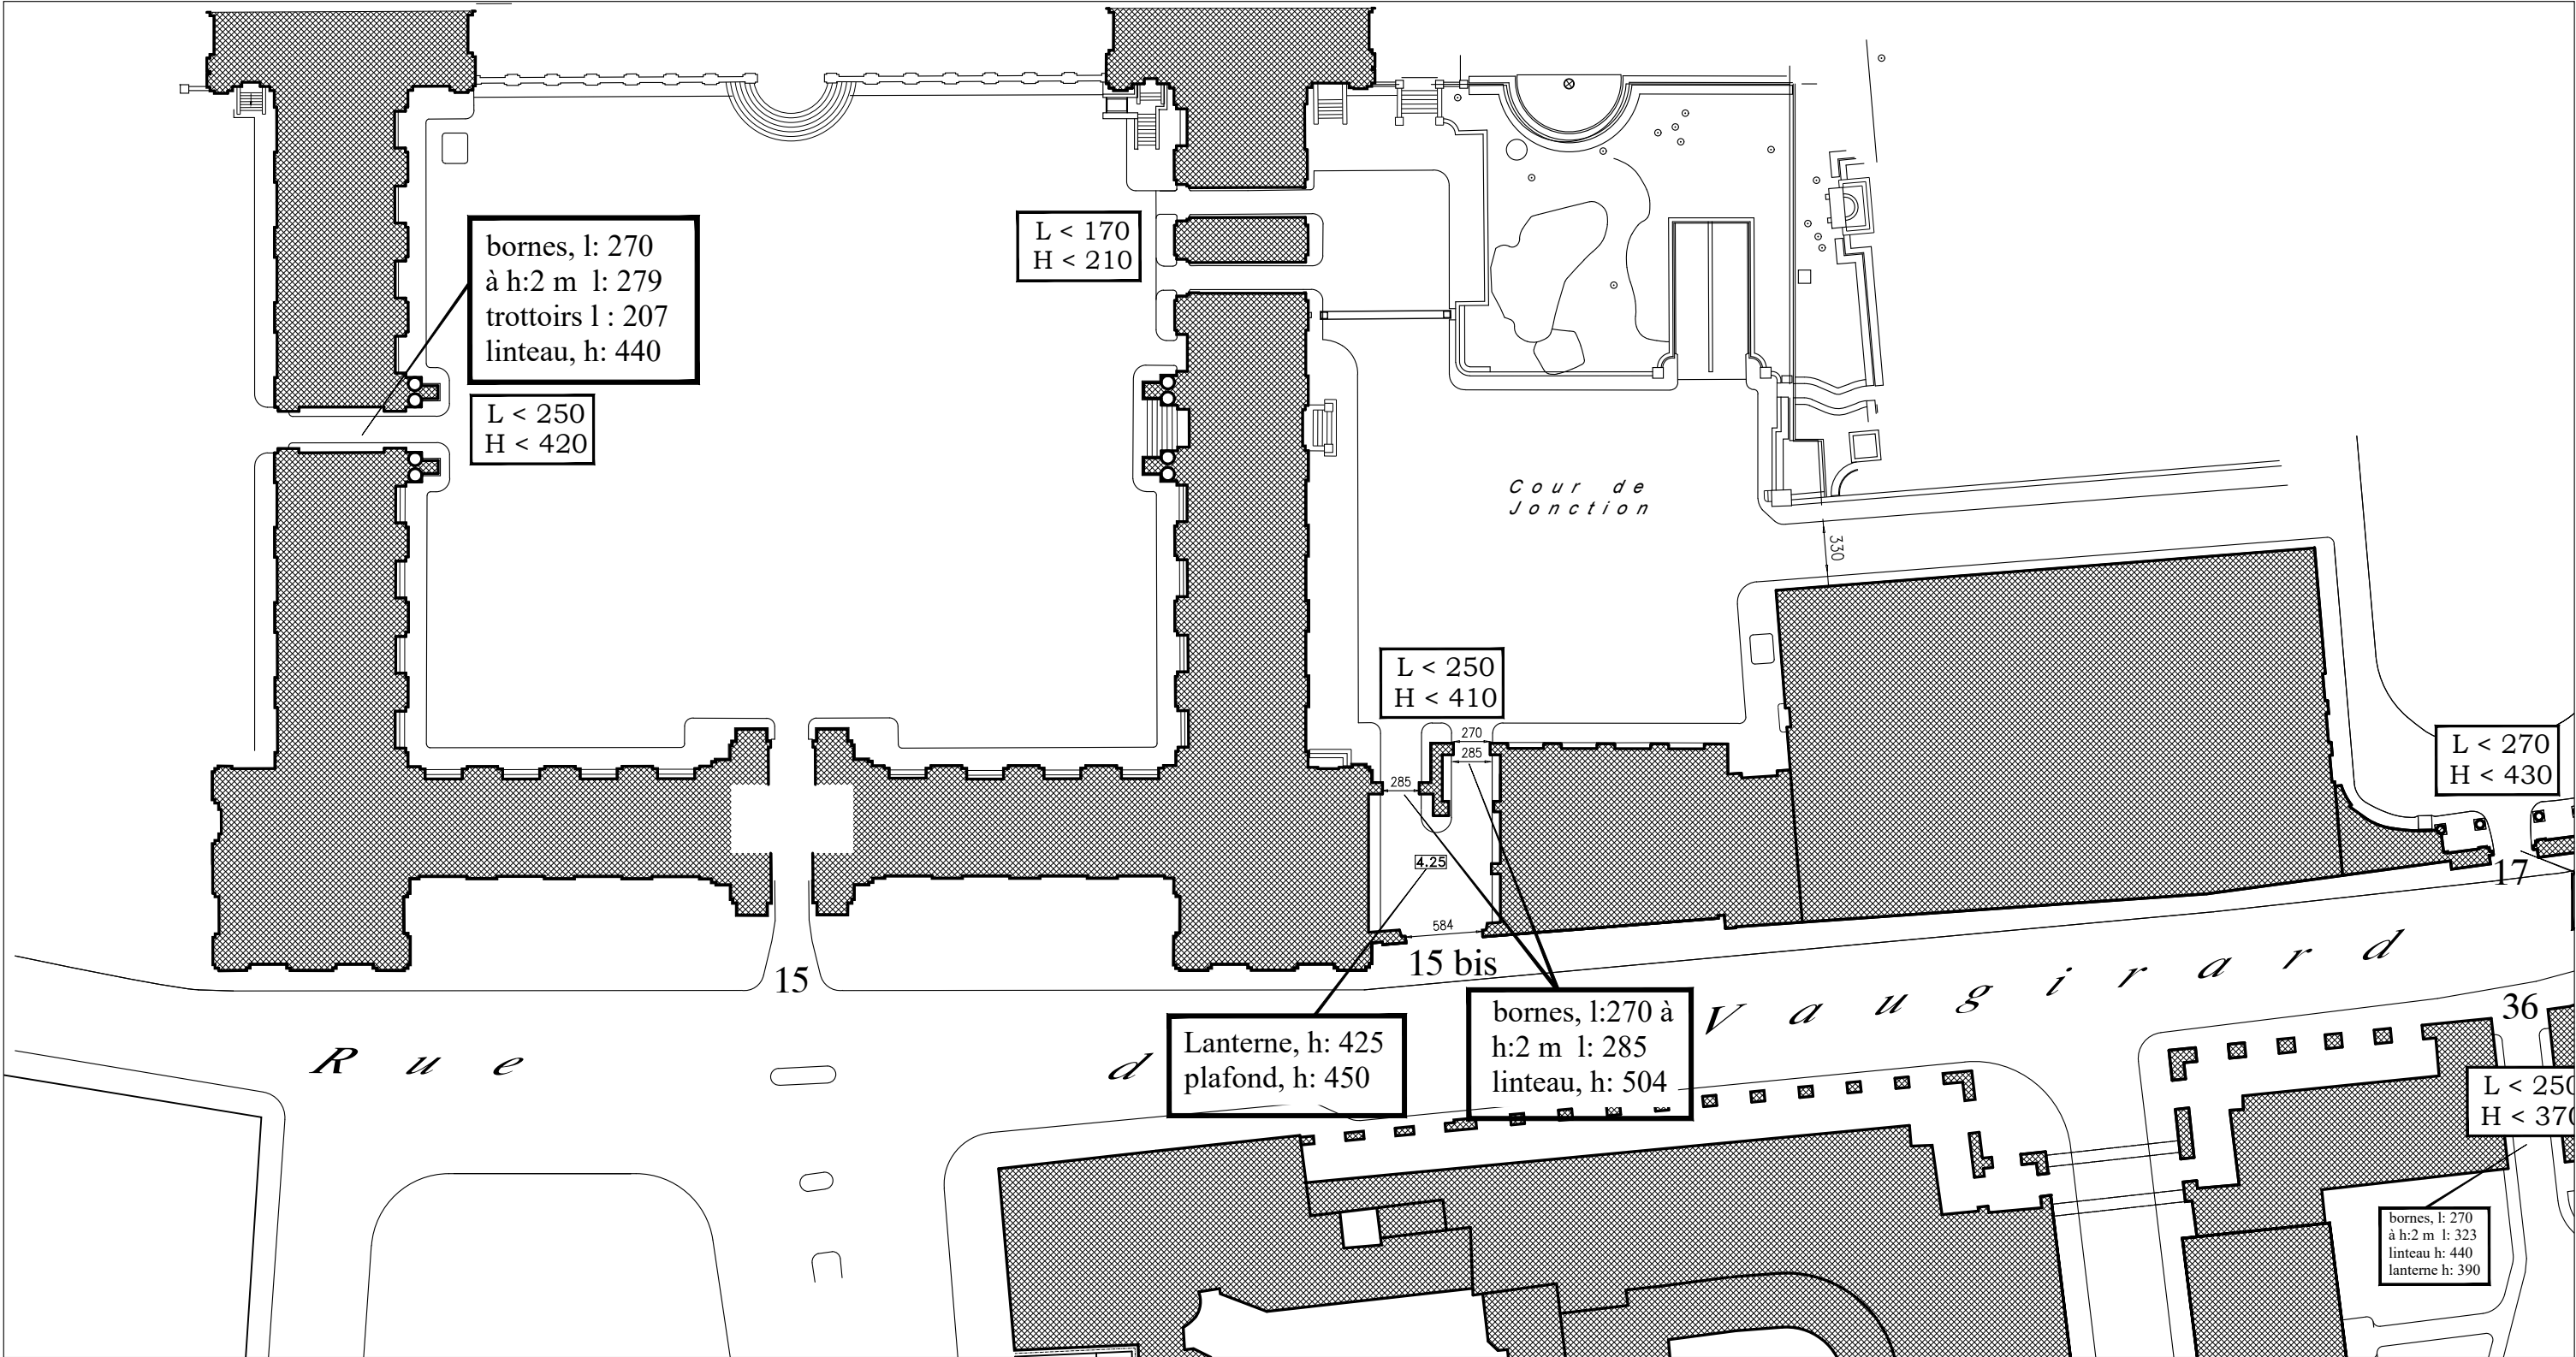 bornes, l: 270
à h:2 m l: 279
trottoirs l : 207
linteau, h: 440
L < 170
H < 210
L < 250
H < 420
Cour de
Jonction
330
L < 250
H < 410
270
285
285
L < 270
H < 430
4.25
584
15 bis
15
17
36
Rue d Vaugirard
Lanterne, h: 425
plafond, h: 450
bornes, l:270 à
h:2 m l: 285
linteau, h: 504
L < 250
H < 370
bornes, l: 270
à h:2 m l: 323
linteau h: 440
lanterne h: 390